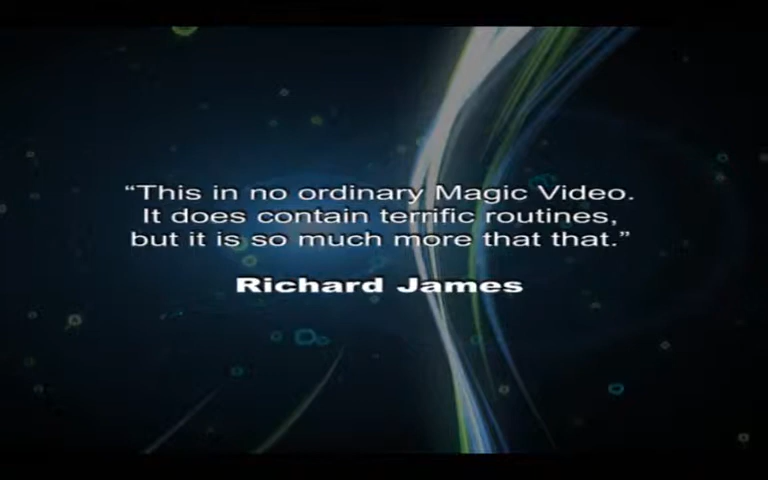 “This in no ordinary Magic Video.
It does contain terrific routines,
but it is so much more that that.”
Richard James